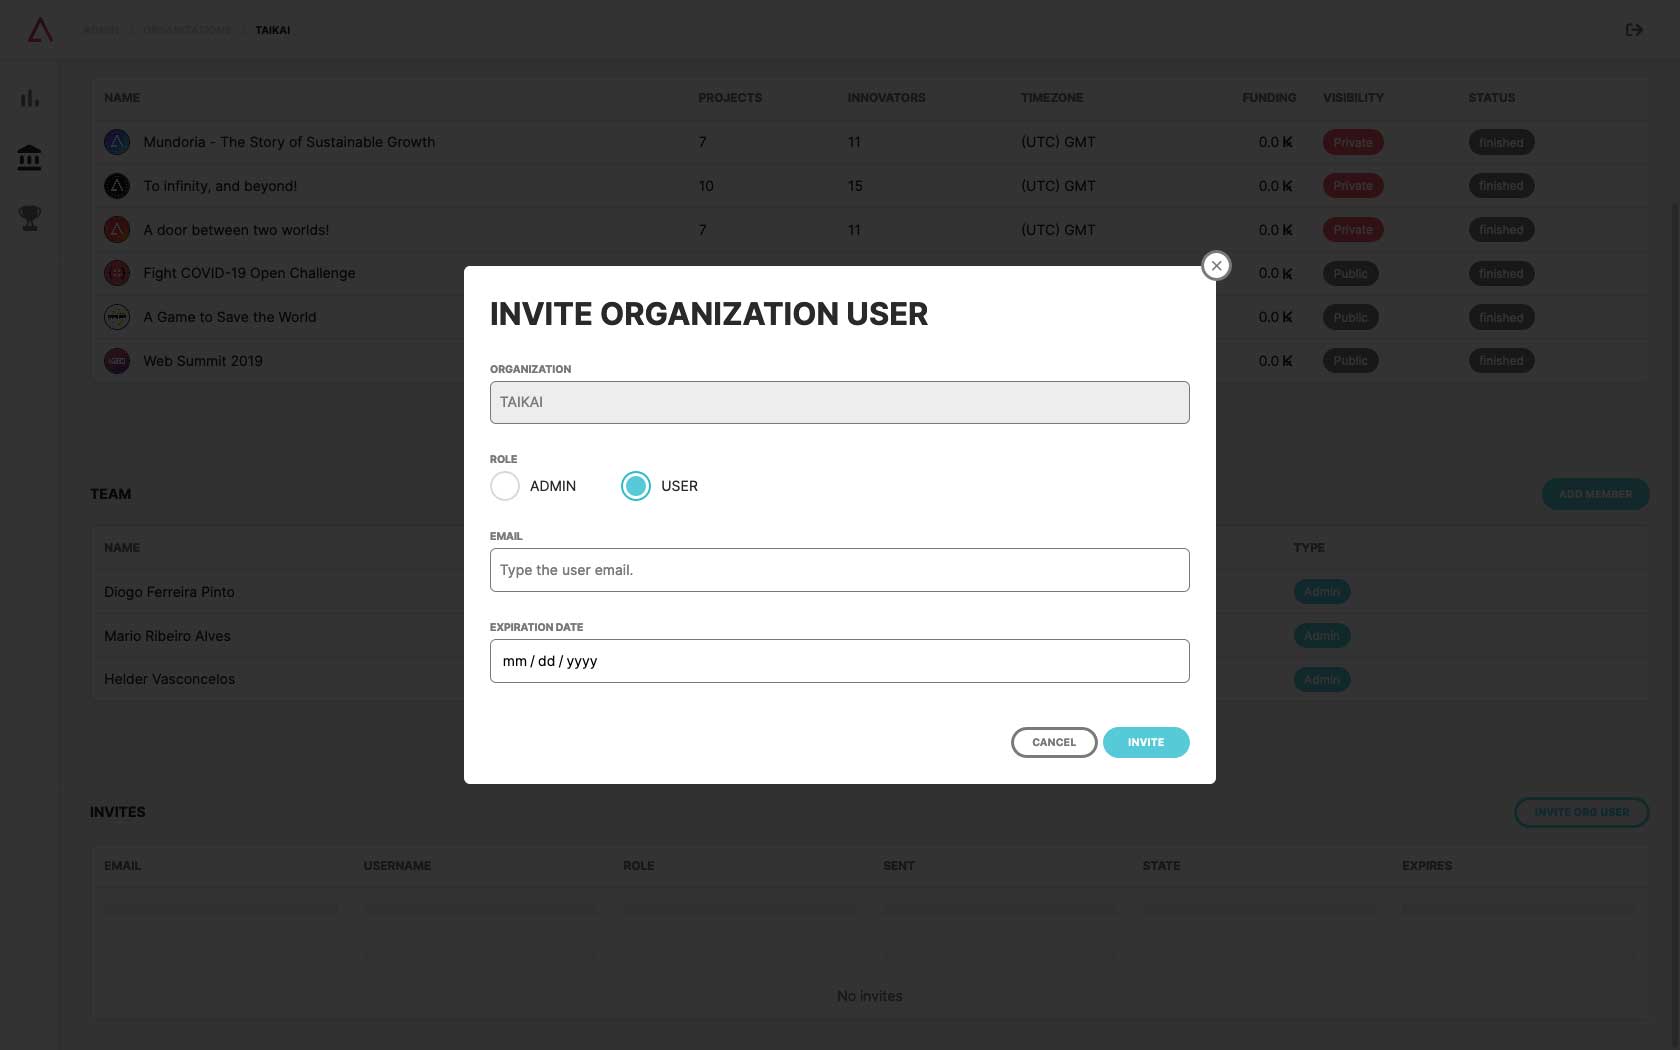 ADMIN / ORGANIZATIONS / TAIKAI
NAME PROJECTS INNOVATORS TIMEZONE FUNDING VISIBILITY STATUS
Mundoria - The Story of Sustainable Growth 7 11 (UTC) GMT 0.0 K Private finished
To infinity, and beyond! 10 15 (UTC) GMT 0.0 K Private finished
A door between two worlds! 7 11 (UTC) GMT 0.0 K Private finished
Fight COVID-19 Open Challenge 0.0 K Public finished
A Game to Save the World 0.0 K Public finished
Web Summit 2019 0.0 K Public finished
INVITE ORGANIZATION USER
ORGANIZATION
TAIKAI
ROLE
ADMIN USER
EMAIL
Type the user email.
EXPIRATION DATE
mm / dd / yyyy
CANCEL INVITE
TEAM ADD MEMBER
NAME TYPE
Diogo Ferreira Pinto Admin
Mario Ribeiro Alves Admin
Helder Vasconcelos Admin
INVITES INVITE ORG USER
EMAIL USERNAME ROLE SENT STATE EXPIRES
No invites